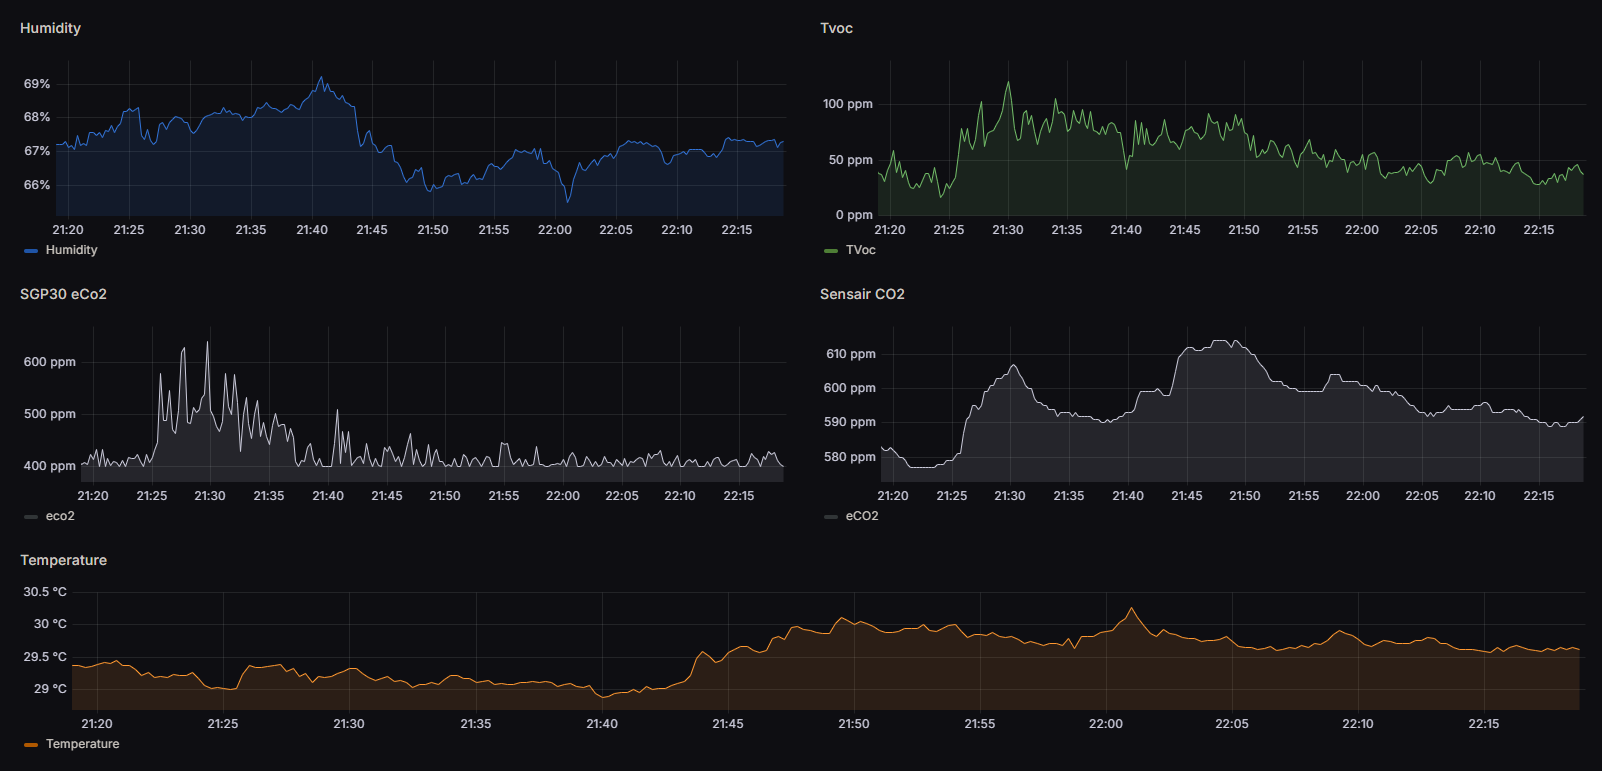 Humidity
69%
68%
67%
66%
21:20 21:25 21:30 21:35 21:40 21:45 21:50 21:55 22:00 22:05 22:10 22:15
Humidity
Tvoc
100 ppm
50 ppm
0 ppm
21:20 21:25 21:30 21:35 21:40 21:45 21:50 21:55 22:00 22:05 22:10 22:15
TVoc
SGP30 eCo2
600 ppm
500 ppm
400 ppm
21:20 21:25 21:30 21:35 21:40 21:45 21:50 21:55 22:00 22:05 22:10 22:15
eco2
Sensair CO2
610 ppm
600 ppm
590 ppm
580 ppm
21:20 21:25 21:30 21:35 21:40 21:45 21:50 21:55 22:00 22:05 22:10 22:15
eCO2
Temperature
30.5 °C
30 °C
29.5 °C
29 °C
21:20 21:25 21:30 21:35 21:40 21:45 21:50 21:55 22:00 22:05 22:10 22:15
Temperature